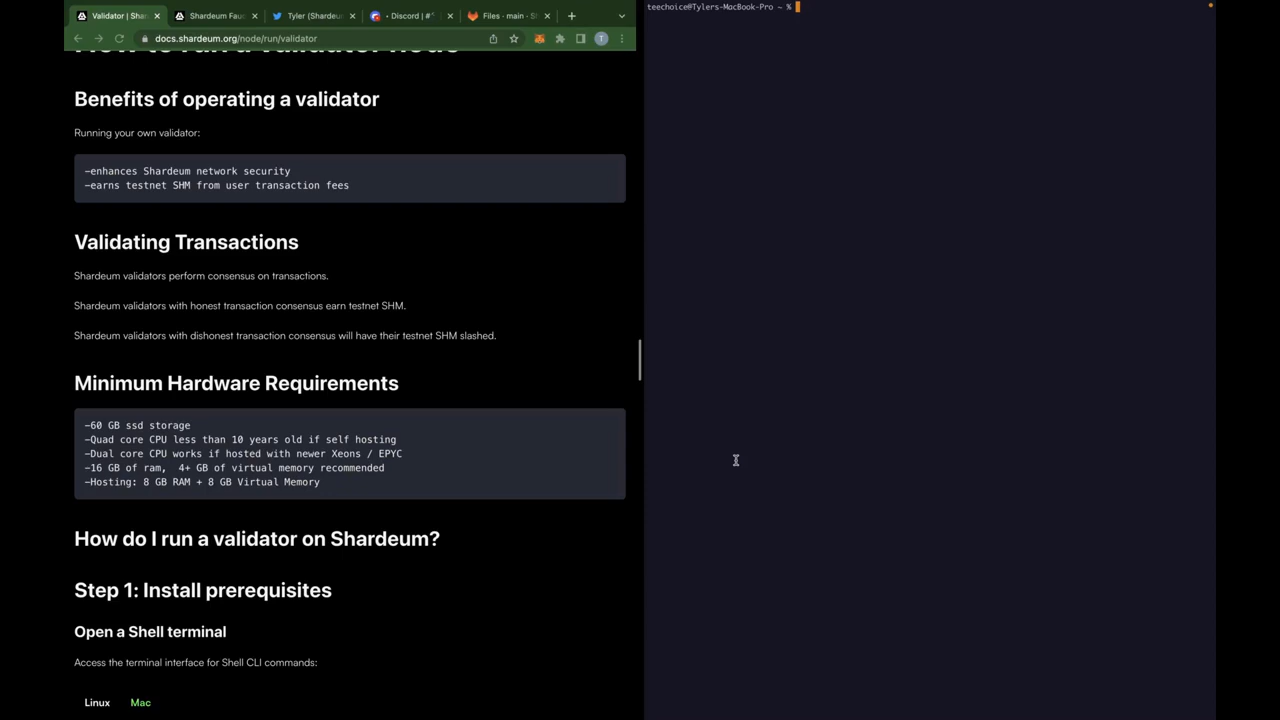 Validator | Shar
Shardeum Fauc
Tyler (Shardeu
• Discord | #
Files · main · S
docs.shardeum.org/node/run/validator
T
How to run a validator node
Benefits of operating a validator
Running your own validator:
-enhances Shardeum network security
-earns testnet SHM from user transaction fees
Validating Transactions
Shardeum validators perform consensus on transactions.
Shardeum validators with honest transaction consensus earn testnet SHM.
Shardeum validators with dishonest transaction consensus will have their testnet SHM slashed.
Minimum Hardware Requirements
-60 GB ssd storage
-Quad core CPU less than 10 years old if self hosting
-Dual core CPU works if hosted with newer Xeons / EPYC
-16 GB of ram, 4+ GB of virtual memory recommended
-Hosting: 8 GB RAM + 8 GB Virtual Memory
How do I run a validator on Shardeum?
Step 1: Install prerequisites
Open a Shell terminal
Access the terminal interface for Shell CLI commands:
Linux Mac
teechoice@Tylers-MacBook-Pro ~ %